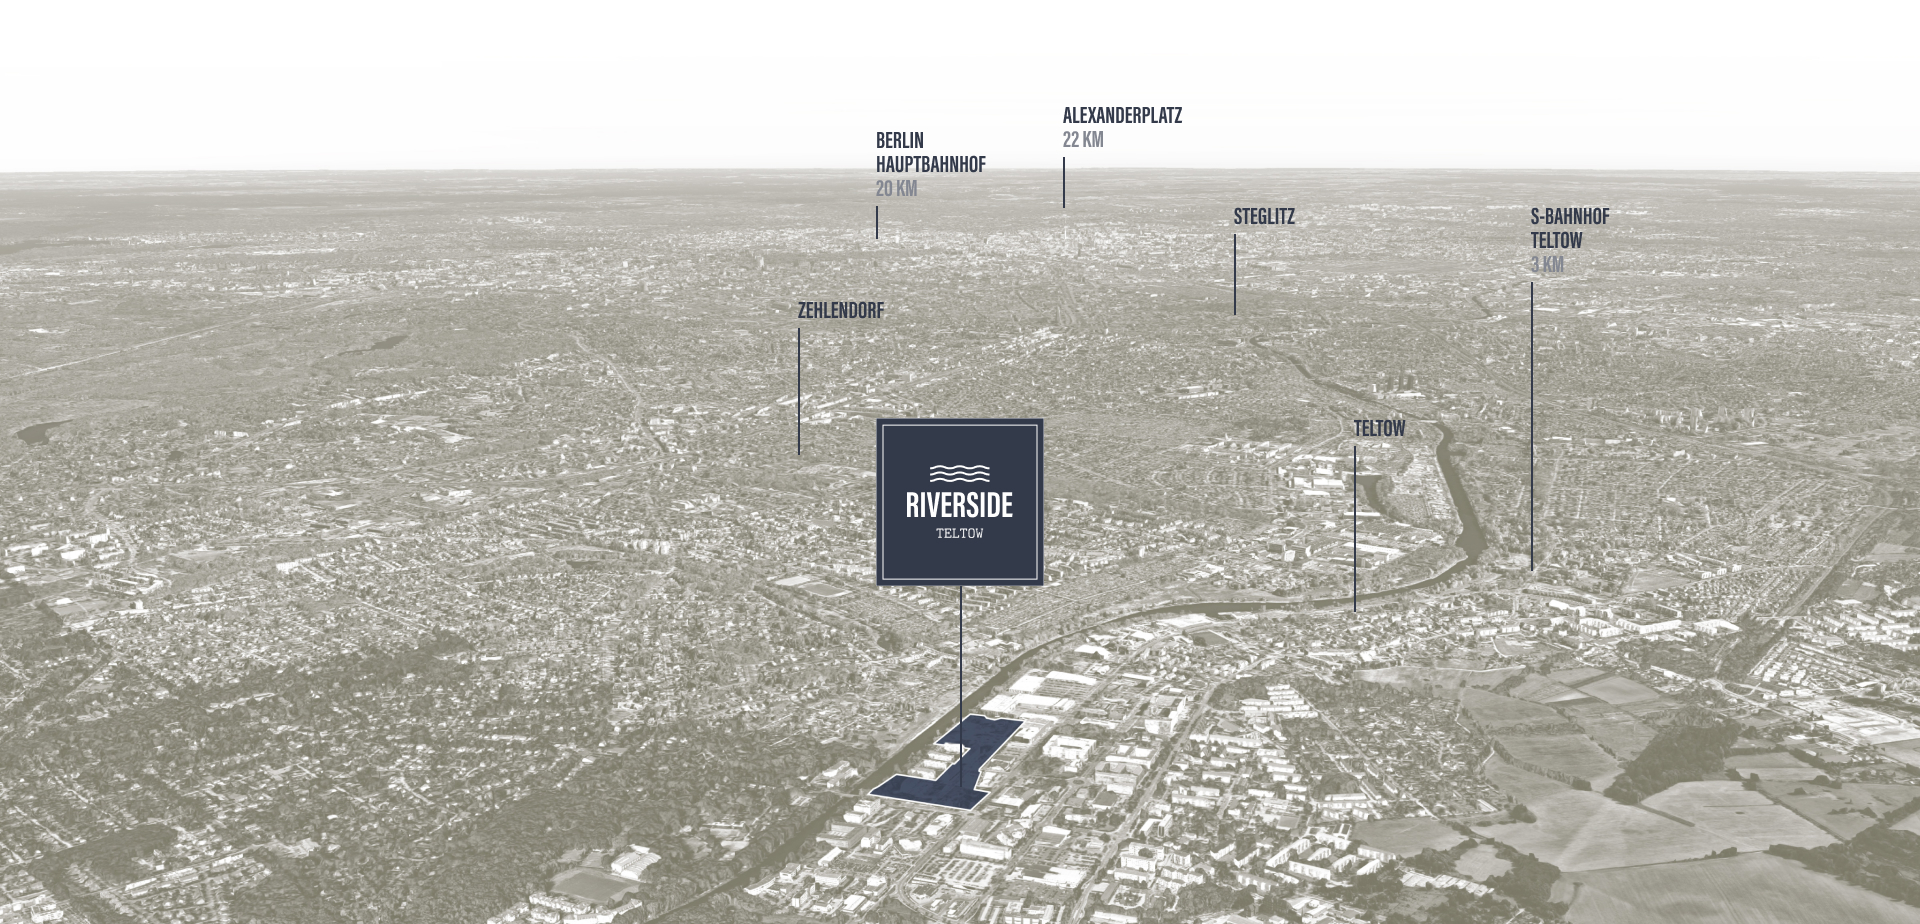 ALEXANDERPLATZ
22 KM
BERLIN
HAUPTBAHNHOF
20 KM
STEGLITZ
S-BAHNHOF
TELTOW
3 KM
ZEHLENDORF
TELTOW
RIVERSIDE
TELTOW